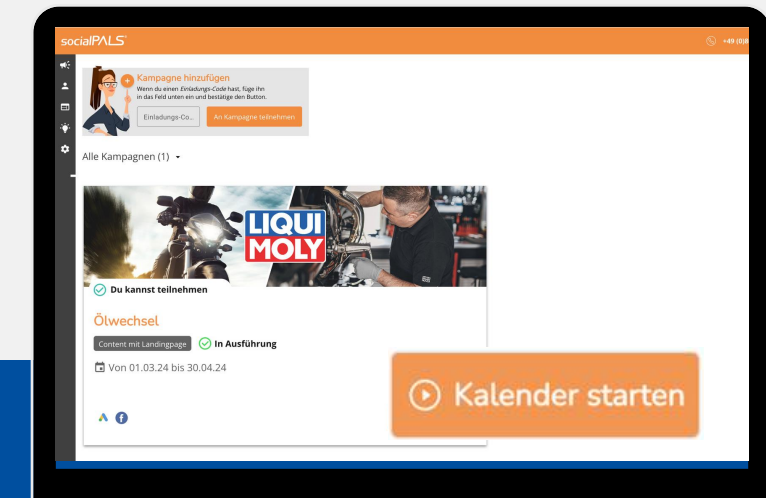 socialPALS
+49 (0)8
Kampagne hinzufügen
Wenn du einen Einladungs-Code hast, füge ihn
in das Feld unten ein und bestätige den Button.
Einladungs-Co...
An Kampagne teilnehmen
Alle Kampagnen (1)
LIQUI
MOLY
Du kannst teilnehmen
Ölwechsel
Content mit Landingpage
In Ausführung
Von 01.03.24 bis 30.04.24
Kalender starten